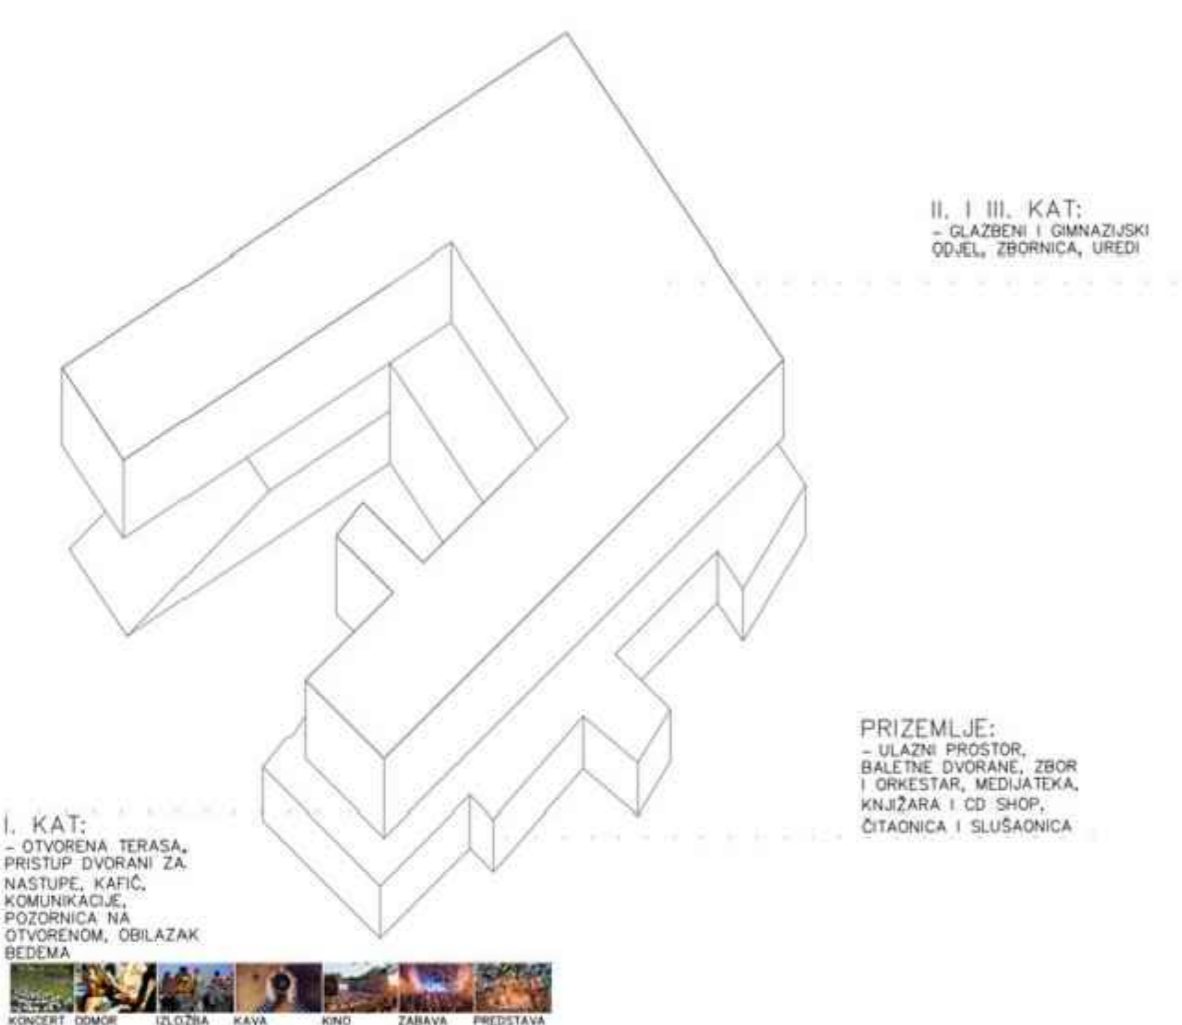 II. I III. KAT:
- GLAZBENI I GIMNAZIJSKI
ODJEL, ZBORNICA, UREDI
PRIZEMLJE:
- ULAZNI PROSTOR,
BALETNE DVORANE, ZBOR
I ORKESTAR, MEDIJATEKA,
KNJIŽARA I CD SHOP,
ČITAONICA I SLUŠAONICA
I. KAT:
- OTVORENA TERASA,
PRISTUP DVORANI ZA
NASTUPE, KAFIĆ,
KOMUNIKACIJE,
POZORNICA NA
OTVORENOM, OBILAZAK
BEDEMA
KONCERT ODMOR IZLOŽBA KAVA KINO ZABAVA PREDSTAVA